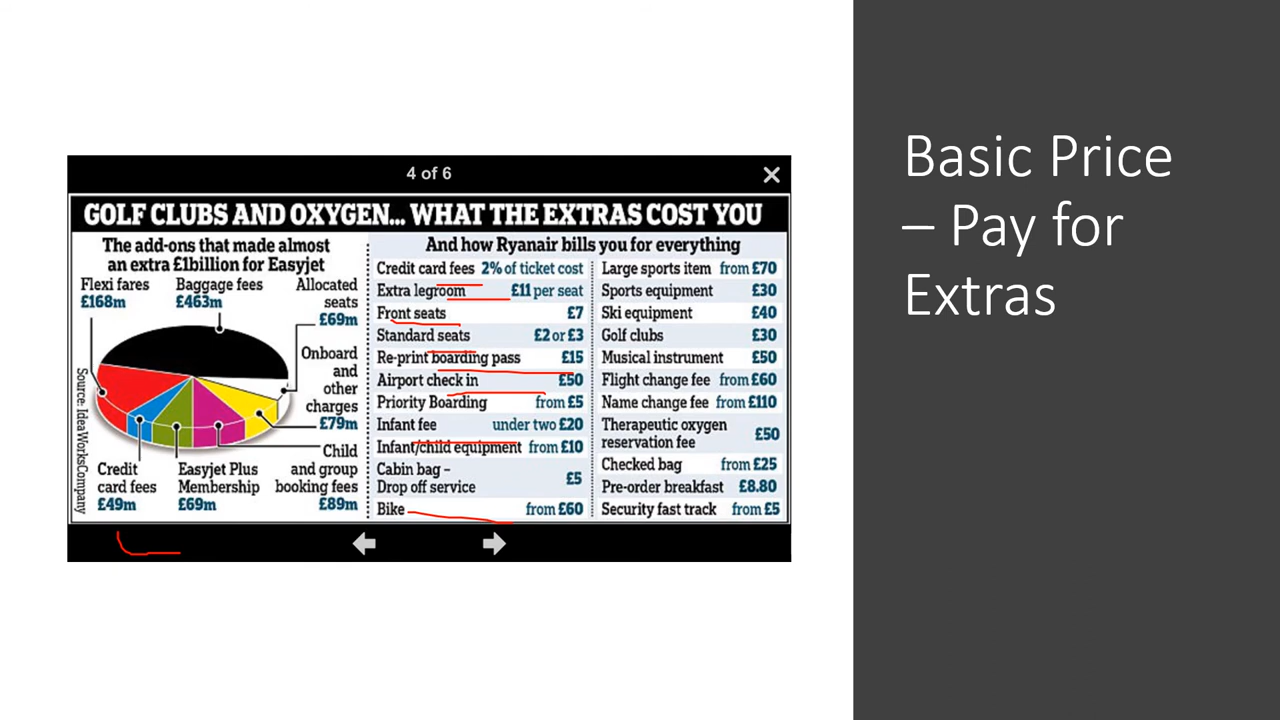 4 of 6
GOLF CLUBS AND OXYGEN... WHAT THE EXTRAS COST YOU
The add-ons that made almost
an extra £1billion for Easyjet
Flexi fares
£168m
Baggage fees
£463m
Allocated
seats
£69m
Onboard
and
other
charges
£79m
Child
and group
booking fees
£89m
Easyjet Plus
Membership
£69m
Credit
card fees
£49m
Source: IdeaWorksCompany
And how Ryanair bills you for everything
Credit card fees 2% of ticket cost
Extra legroom £11 per seat
Front seats £7
Standard seats £2 or £3
Re-print boarding pass £15
Airport check in £50
Priority Boarding from £5
Infant fee under two £20
Infant/child equipment from £10
Cabin bag –
Drop off service £5
Bike from £60
Large sports item from £70
Sports equipment £30
Ski equipment £40
Golf clubs £30
Musical instrument £50
Flight change fee from £60
Name change fee from £110
Therapeutic oxygen
reservation fee £50
Checked bag from £25
Pre-order breakfast £8.80
Security fast track from £5
Basic Price
– Pay for
Extras